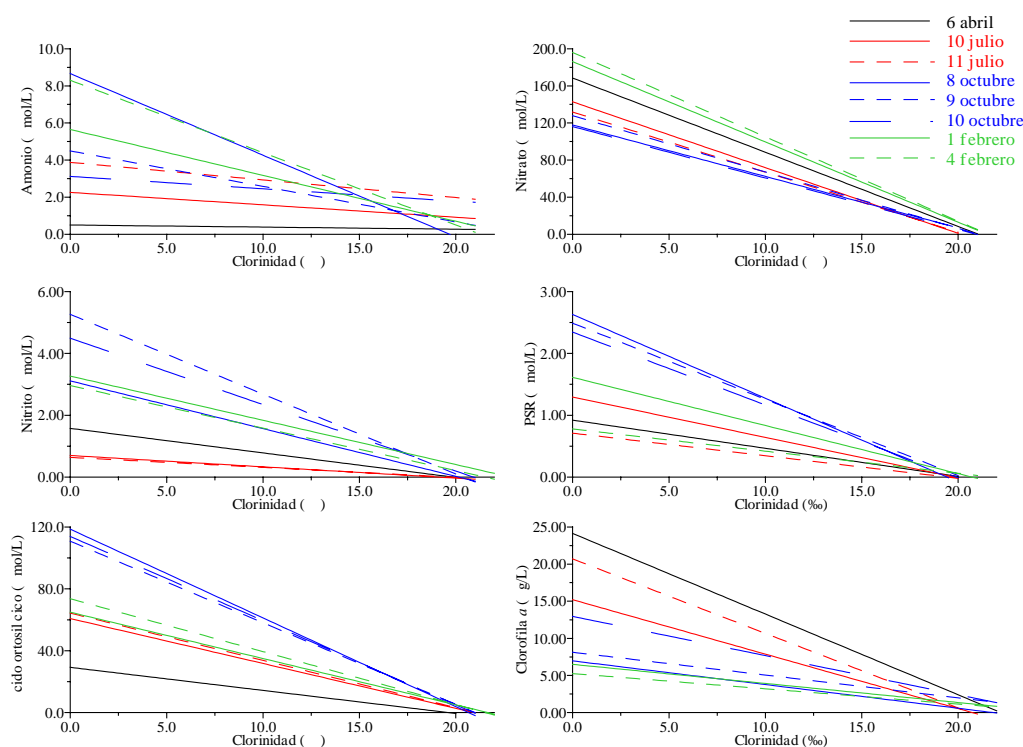 6 abril
10 julio
11 julio
8 octubre
9 octubre
10 octubre
1 febrero
4 febrero
Amonio ( mol/L)
10.0
8.0
6.0
4.0
2.0
0.0
0.0 5.0 10.0 15.0 20.0
Clorinidad ( )
Nitrato ( mol/L)
200.0
160.0
120.0
80.0
40.0
0.0
0.0 5.0 10.0 15.0 20.0
Clorinidad ( )
Nitrito ( mol/L)
6.00
4.00
2.00
0.00
0.0 5.0 10.0 15.0 20.0
Clorinidad ( )
PSR ( mol/L)
3.00
2.00
1.00
0.00
0.0 5.0 10.0 15.0 20.0
Clorinidad (‰)
cido ortosil cico ( mol/L)
120.0
80.0
40.0
0.0
0.0 5.0 10.0 15.0 20.0
Clorinidad ( )
Clorofila a ( g/L)
25.00
20.00
15.00
10.00
5.00
0.00
0.0 5.0 10.0 15.0 20.0
Clorinidad (‰)